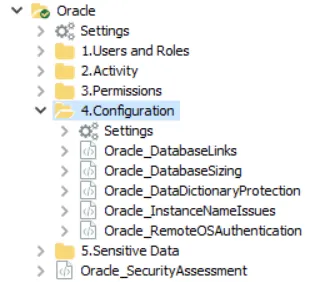 Oracle
Settings
1.Users and Roles
2.Activity
3.Permissions
4.Configuration
Settings
Oracle_DatabaseLinks
Oracle_DatabaseSizing
Oracle_DataDictionaryProtection
Oracle_InstanceNameIssues
Oracle_RemoteOSAuthentication
5.Sensitive Data
Oracle_SecurityAssessment